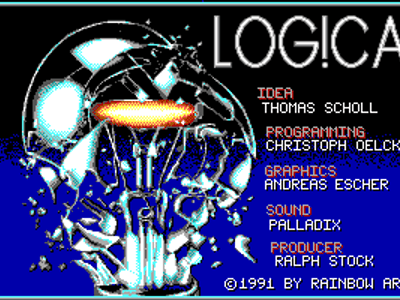 LOG!CA
IDEA
THOMAS SCHOLL
PROGRAMMING
CHRISTOPH OELCK
GRAPHICS
ANDREAS ESCHER
SOUND
PALLADIX
PRODUCER
RALPH STOCK
©1991 BY RAINBOW AR